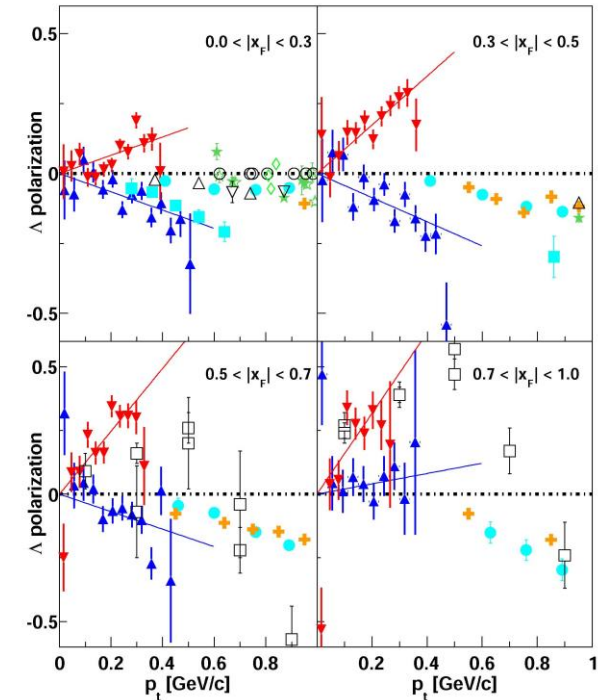 0.0 < |x_F| < 0.3
0.3 < |x_F| < 0.5
Λ polarization
0.5
0
-0.5
0.5 < |x_F| < 0.7
0.7 < |x_F| < 1.0
Λ polarization
0.5
0
-0.5
0 0.2 0.4 0.6 0.8
0.2 0.4 0.6 0.8 1
p_t [GeV/c]
p_t [GeV/c]